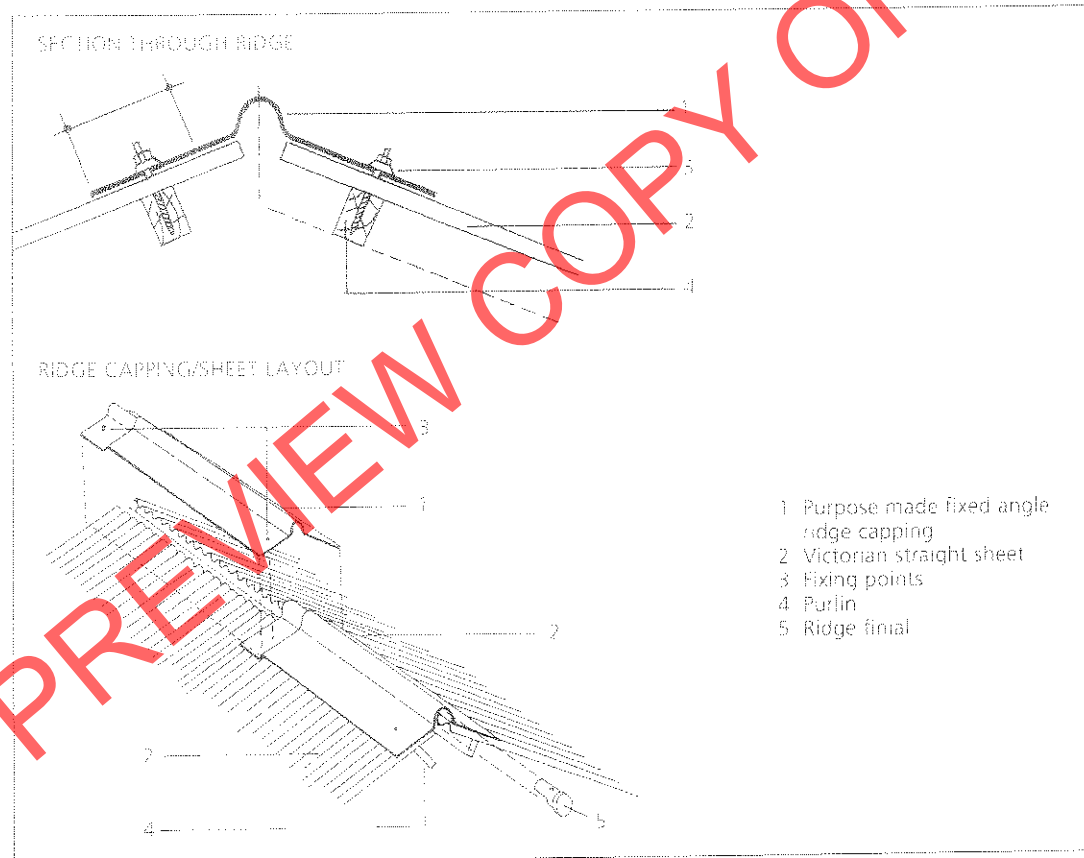 SECTION THROUGH RIDGE
1
3
2
4
RIDGE CAPPING/SHEET LAYOUT
3
1
2
2
4
5
1 Purpose made fixed angle
ridge capping
2 Victorian straight sheet
3 Fixing points
4 Purlin
5 Ridge finial
PREVIEW COPY